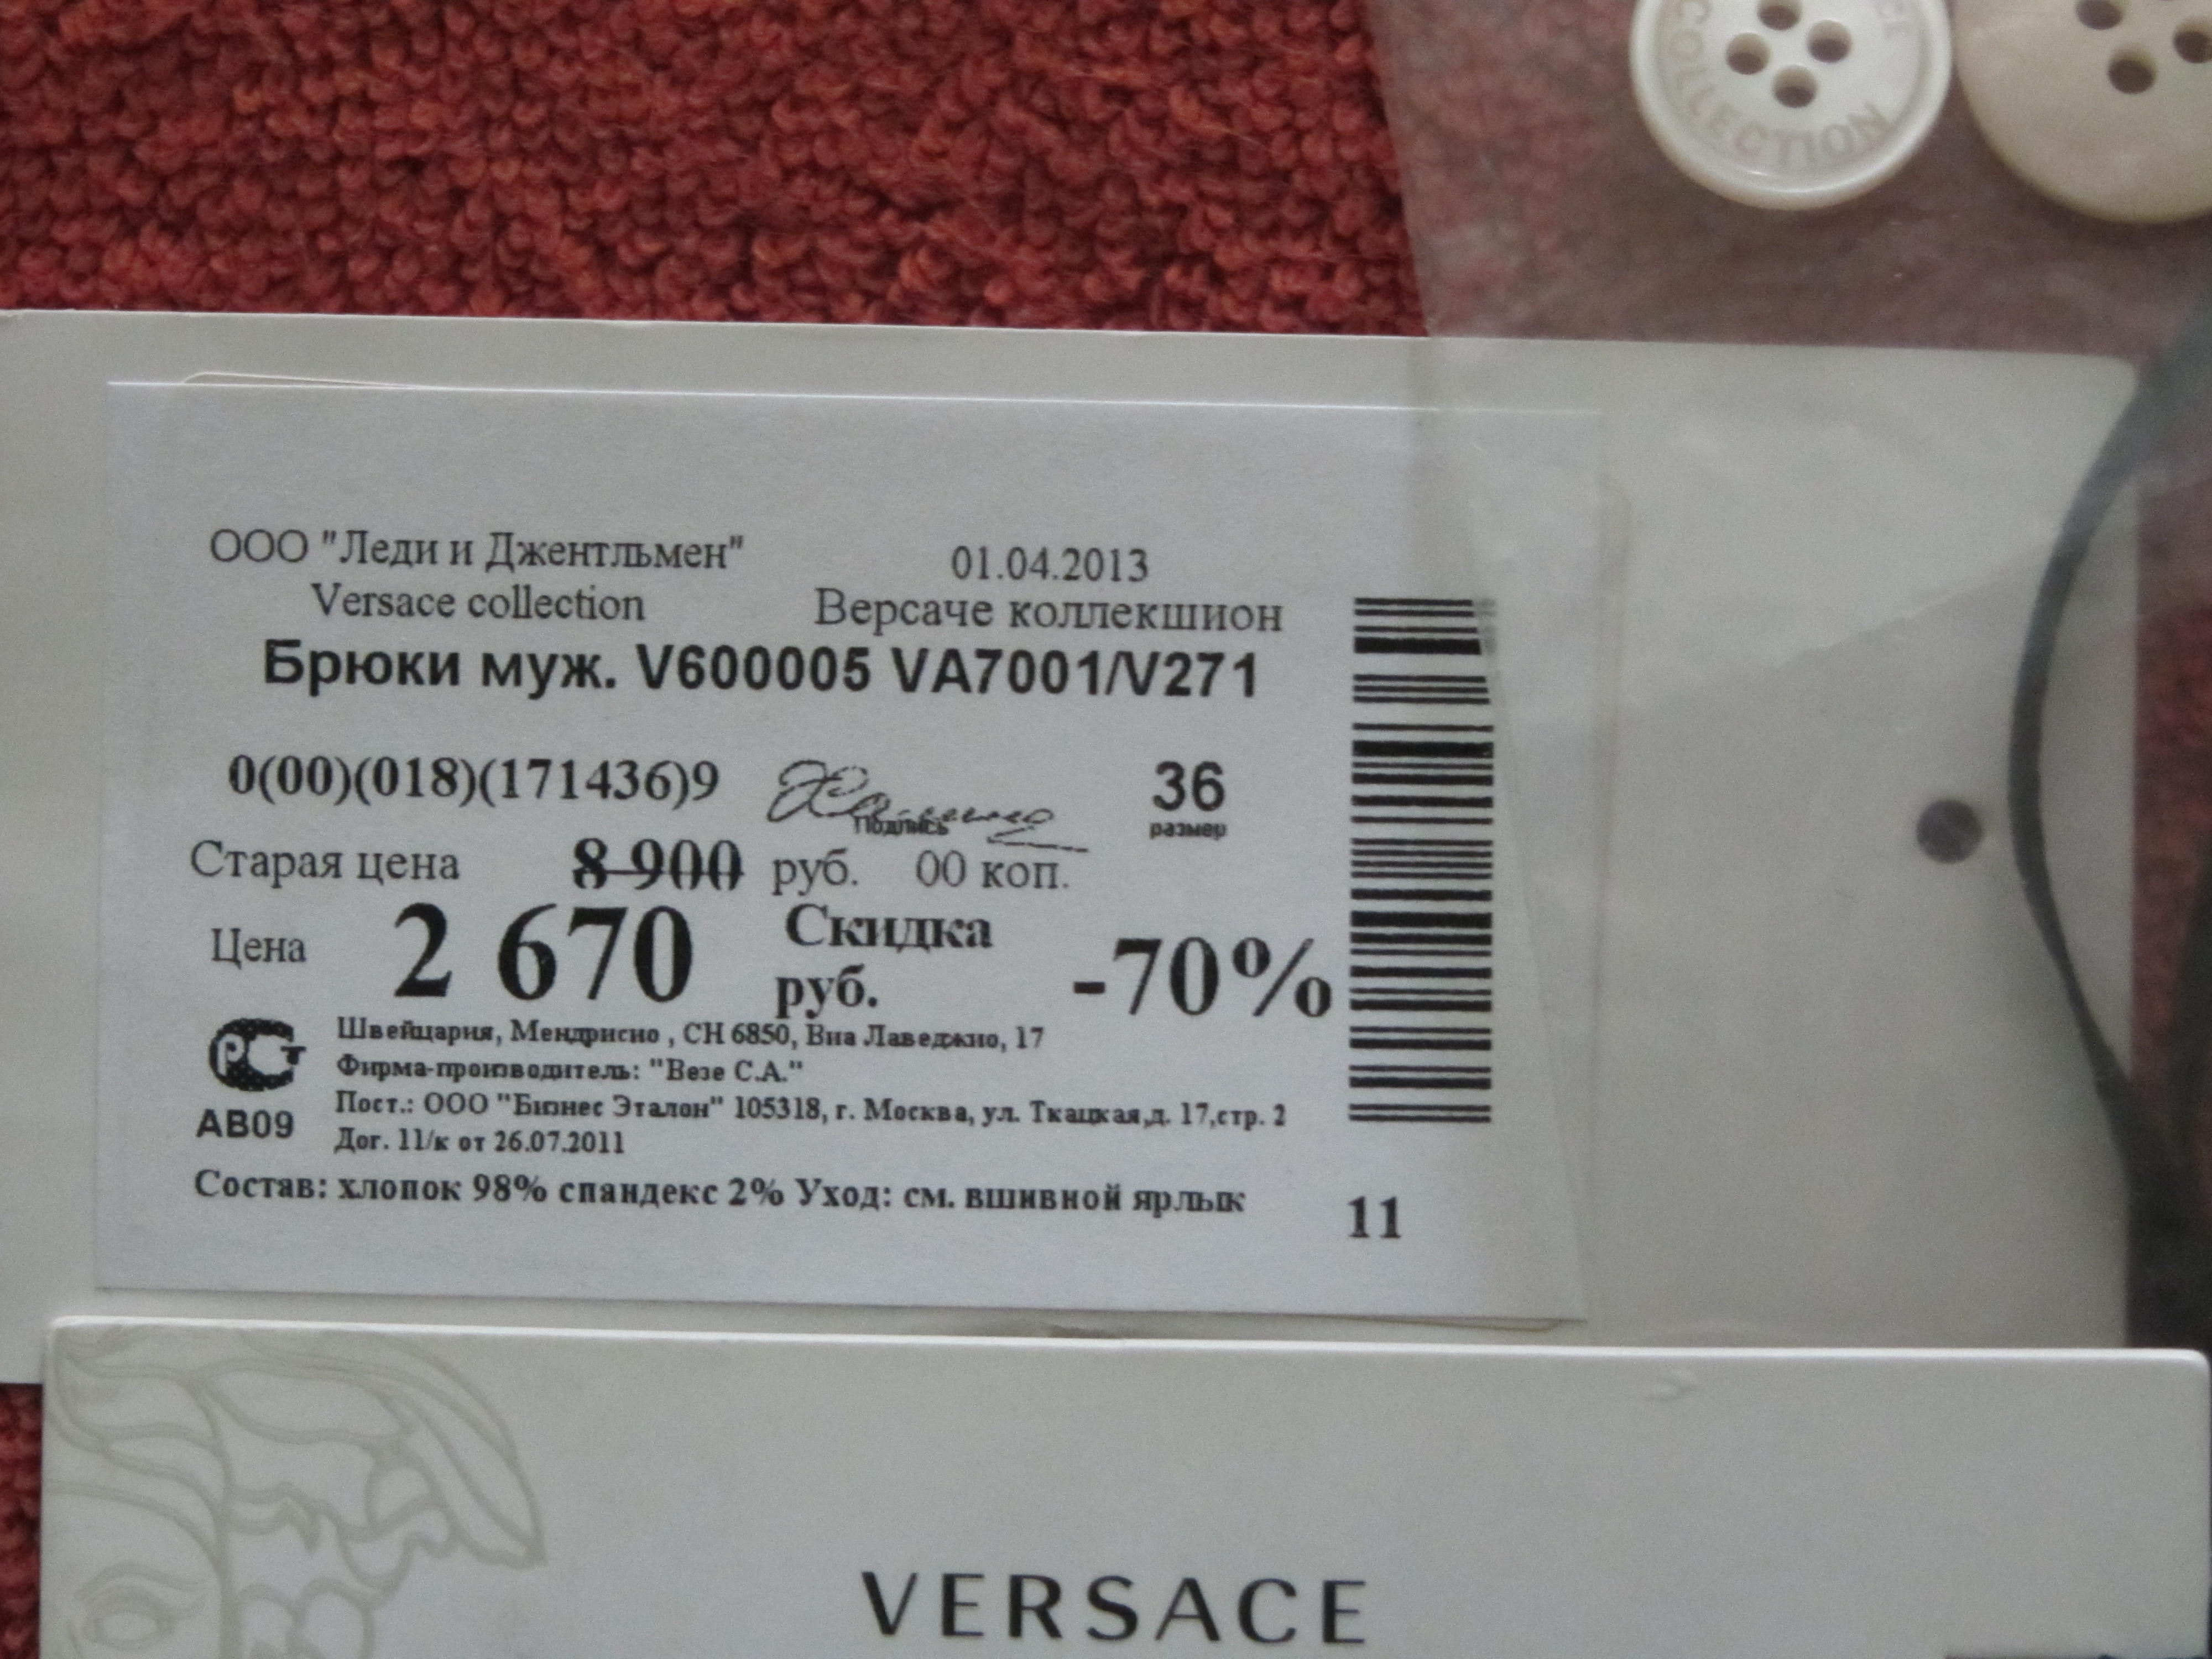 COLLECTION
ООО "Леди и Джентльмен" 01.04.2013
Versace collection Версаче коллекшион
Брюки муж. V600005 VA7001/V271
0(00)(018)(171436)9 36
Подпись размер
Старая цена 8 900 руб. 00 коп.
Цена 2 670 руб. Скидка -70%
РСТ
АВ09
Швейцария, Мендрисио , СН 6850, Виа Лаведжио, 17
Фирма-производитель: "Везе С.А."
Пост.: ООО "Бизнес Эталон" 105318, г. Москва, ул. Ткацкая,д. 17,стр. 2
Дог. 11/к от 26.07.2011
Состав: хлопок 98% спандекс 2% Уход: см. вшивной ярлык 11
VERSACE